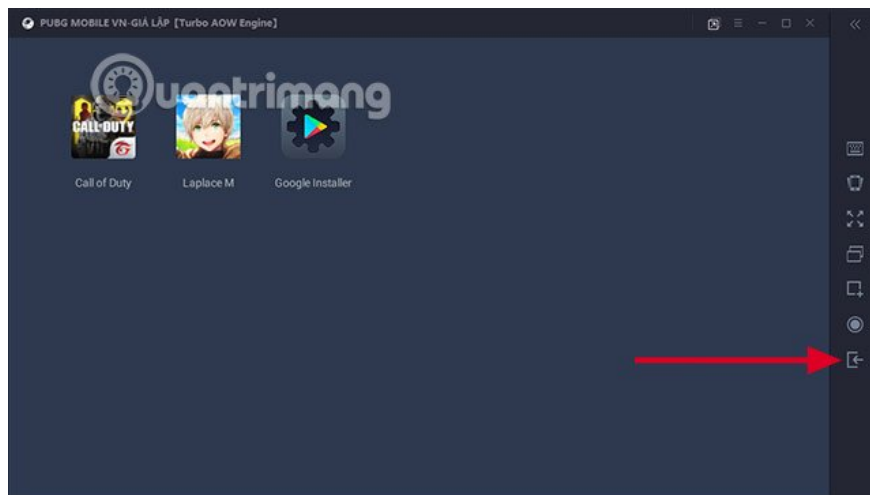 PUBG MOBILE VN-GIẢ LẬP [Turbo AOW Engine]
Quantrimang
CALL·DUTY
Call of Duty
Laplace M
Google Installer